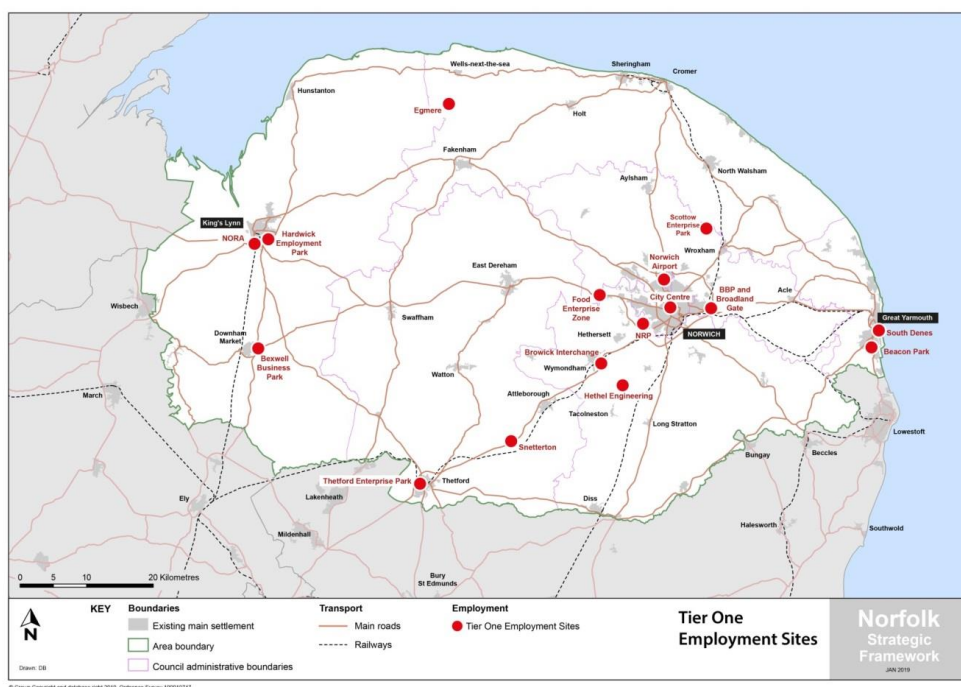 Wells-next-the-sea
Sheringham
Cromer
Hunstanton
Egmere
Holt
Fakenham
North Walsham
Aylsham
King's Lynn
NORA
Hardwick
Employment
Park
Scottow
Enterprise
Park
Wroxham
Norwich
Airport
East Dereham
City Centre
BBP and
Broadland
Gate
Acle
Wisbech
Swaffham
Food
Enterprise
Zone
Great Yarmouth
South Denes
Beacon Park
NRP
NORWICH
Hethersett
Downham
Market
Bexwell
Business
Park
Browick Interchange
Wymondham
Watton
March
Attleborough
Hethel Engineering
Tacolneston
Long Stratton
Lowestoft
Snetterton
Bungay
Beccles
Thetford Enterprise Park
Thetford
Ely
Lakenheath
Diss
Mildenhall
Halesworth
Southwold
Bury
St Edmunds
0 5 10 20 Kilometres
N
Drawn: DB
KEY
Boundaries
Existing main settlement
Area boundary
Council administrative boundaries
Transport
Main roads
Railways
Employment
Tier One Employment Sites
Tier One
Employment Sites
Norfolk
Strategic
Framework
JAN 2019